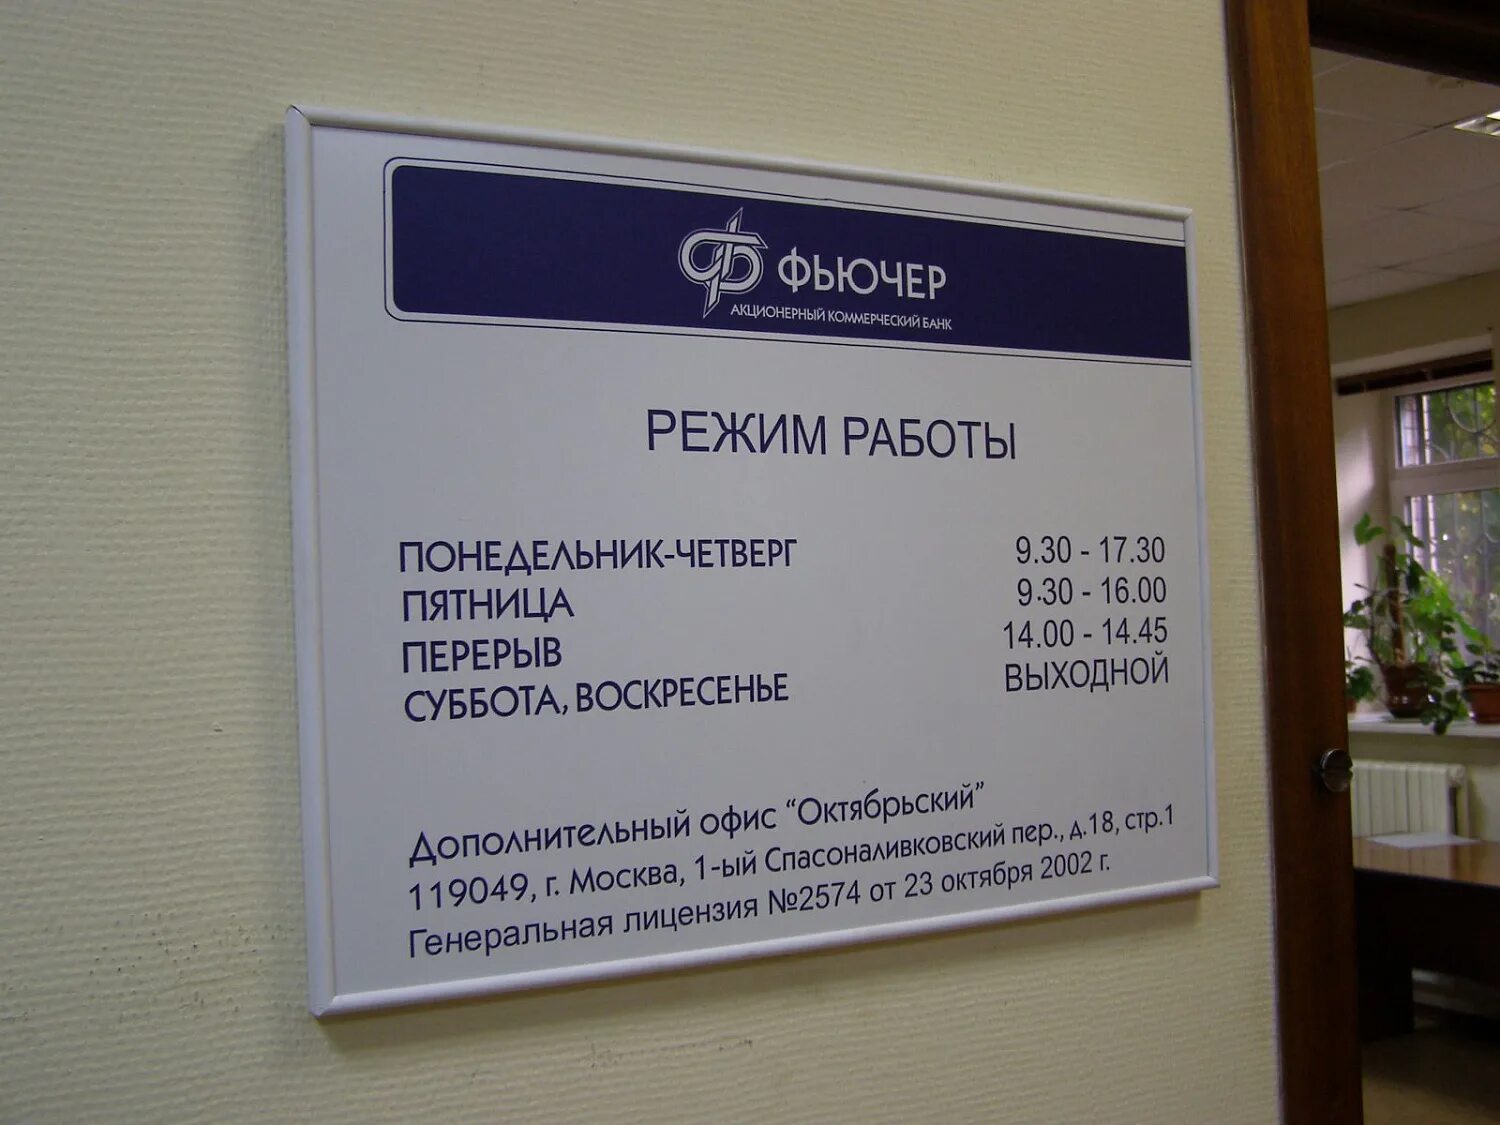 ФЬЮЧЕР
АКЦИОНЕРНЫЙ КОММЕРЧЕСКИЙ БАНК
РЕЖИМ РАБОТЫ
ПОНЕДЕЛЬНИК-ЧЕТВЕРГ 9.30 - 17.30
ПЯТНИЦА 9.30 - 16.00
ПЕРЕРЫВ 14.00 - 14.45
СУББОТА, ВОСКРЕСЕНЬЕ ВЫХОДНОЙ
Дополнительный офис "Октябрьский"
119049, г. Москва, 1-ый Спасоналивковский пер., д.18, стр.1
Генеральная лицензия №2574 от 23 октября 2002 г.